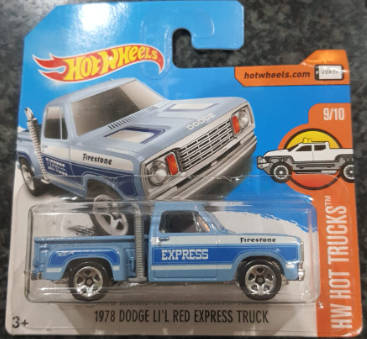 HOT WHEELS
hotwheels.com
9/10
DODGE
Firestone
Firestone
EXPRESS
HW HOT TRUCKS™
1978 DODGE LI'L RED EXPRESS TRUCK
3+